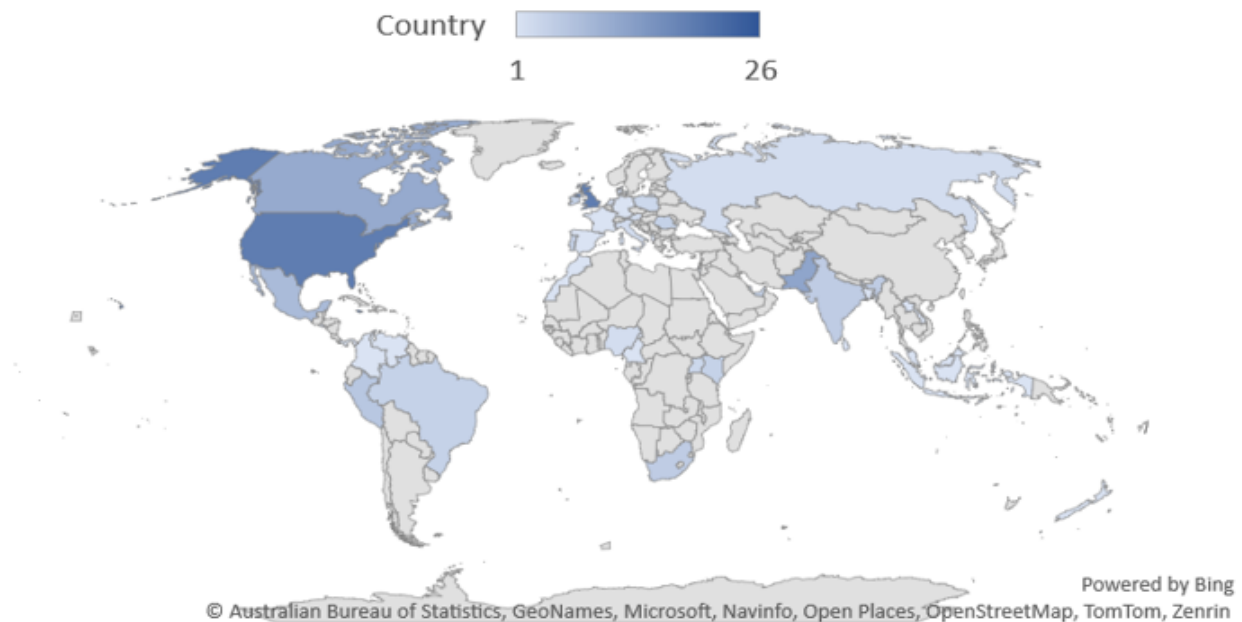 Country
1 26
Powered by Bing
© Australian Bureau of Statistics, GeoNames, Microsoft, Navinfo, Open Places, OpenStreetMap, TomTom, Zenrin